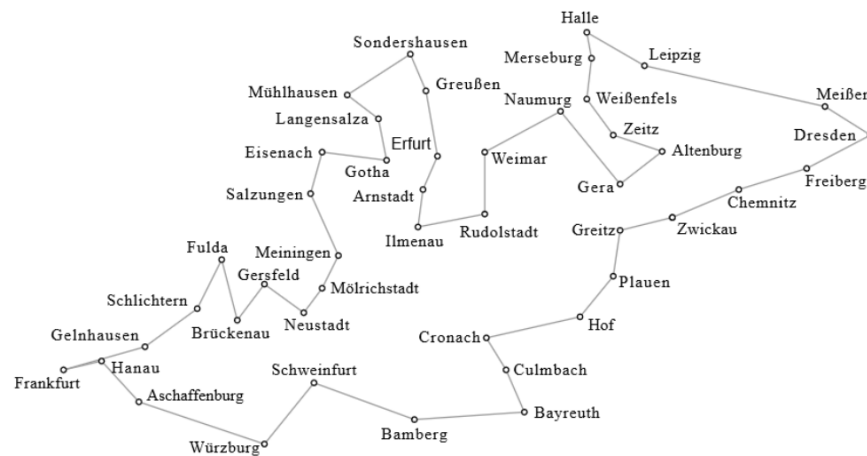 Halle
Sondershausen
Merseburg
Leipzig
Greußen
Mühlhausen
Naumurg
Weißenfels
Meißen
Langensalza
Zeitz
Dresden
Eisenach
Erfurt
Altenburg
Weimar
Gotha
Freiberg
Salzungen
Arnstadt
Gera
Chemnitz
Ilmenau
Rudolstadt
Greitz
Zwickau
Fulda
Meiningen
Gersfeld
Plauen
Mölrichstadt
Schlichtern
Brückenau
Neustadt
Hof
Gelnhausen
Cronach
Hanau
Schweinfurt
Culmbach
Frankfurt
Aschaffenburg
Bayreuth
Bamberg
Würzburg